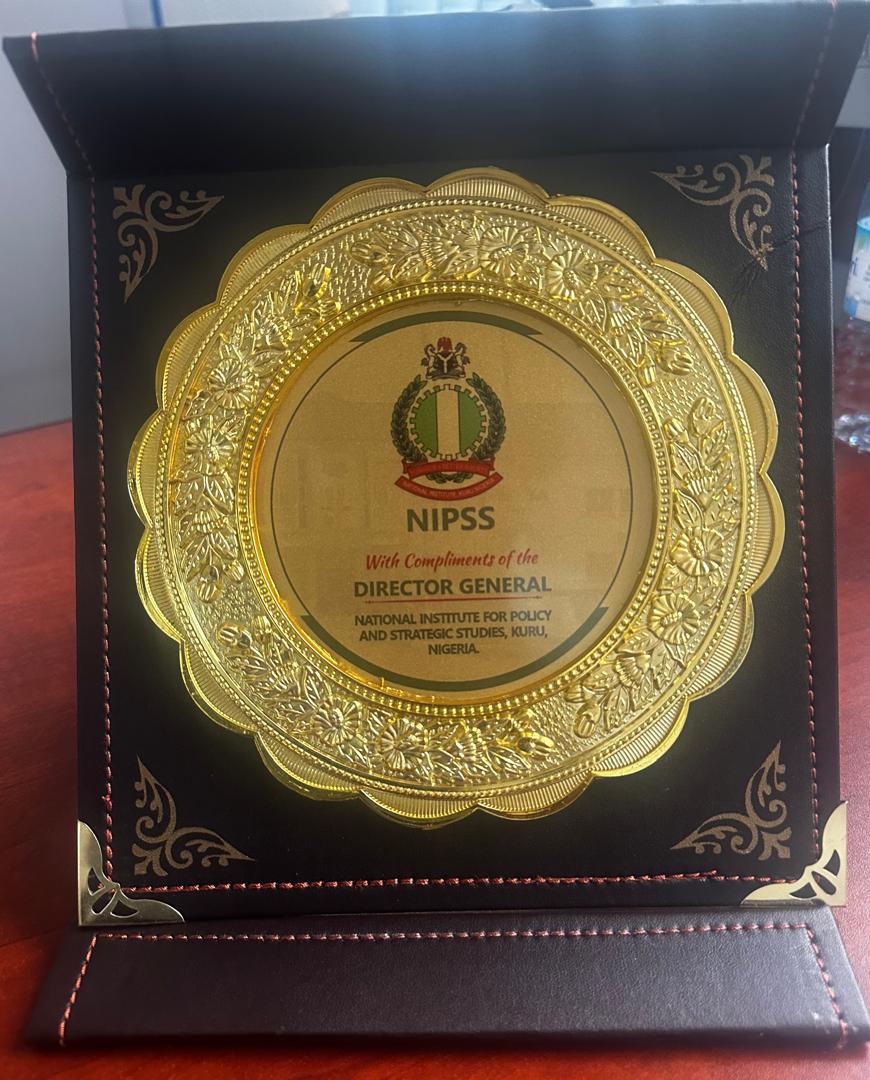 NIPSS
With Compliments of the
DIRECTOR GENERAL
NATIONAL INSTITUTE FOR POLICY
AND STRATEGIC STUDIES, KURU,
NIGERIA.